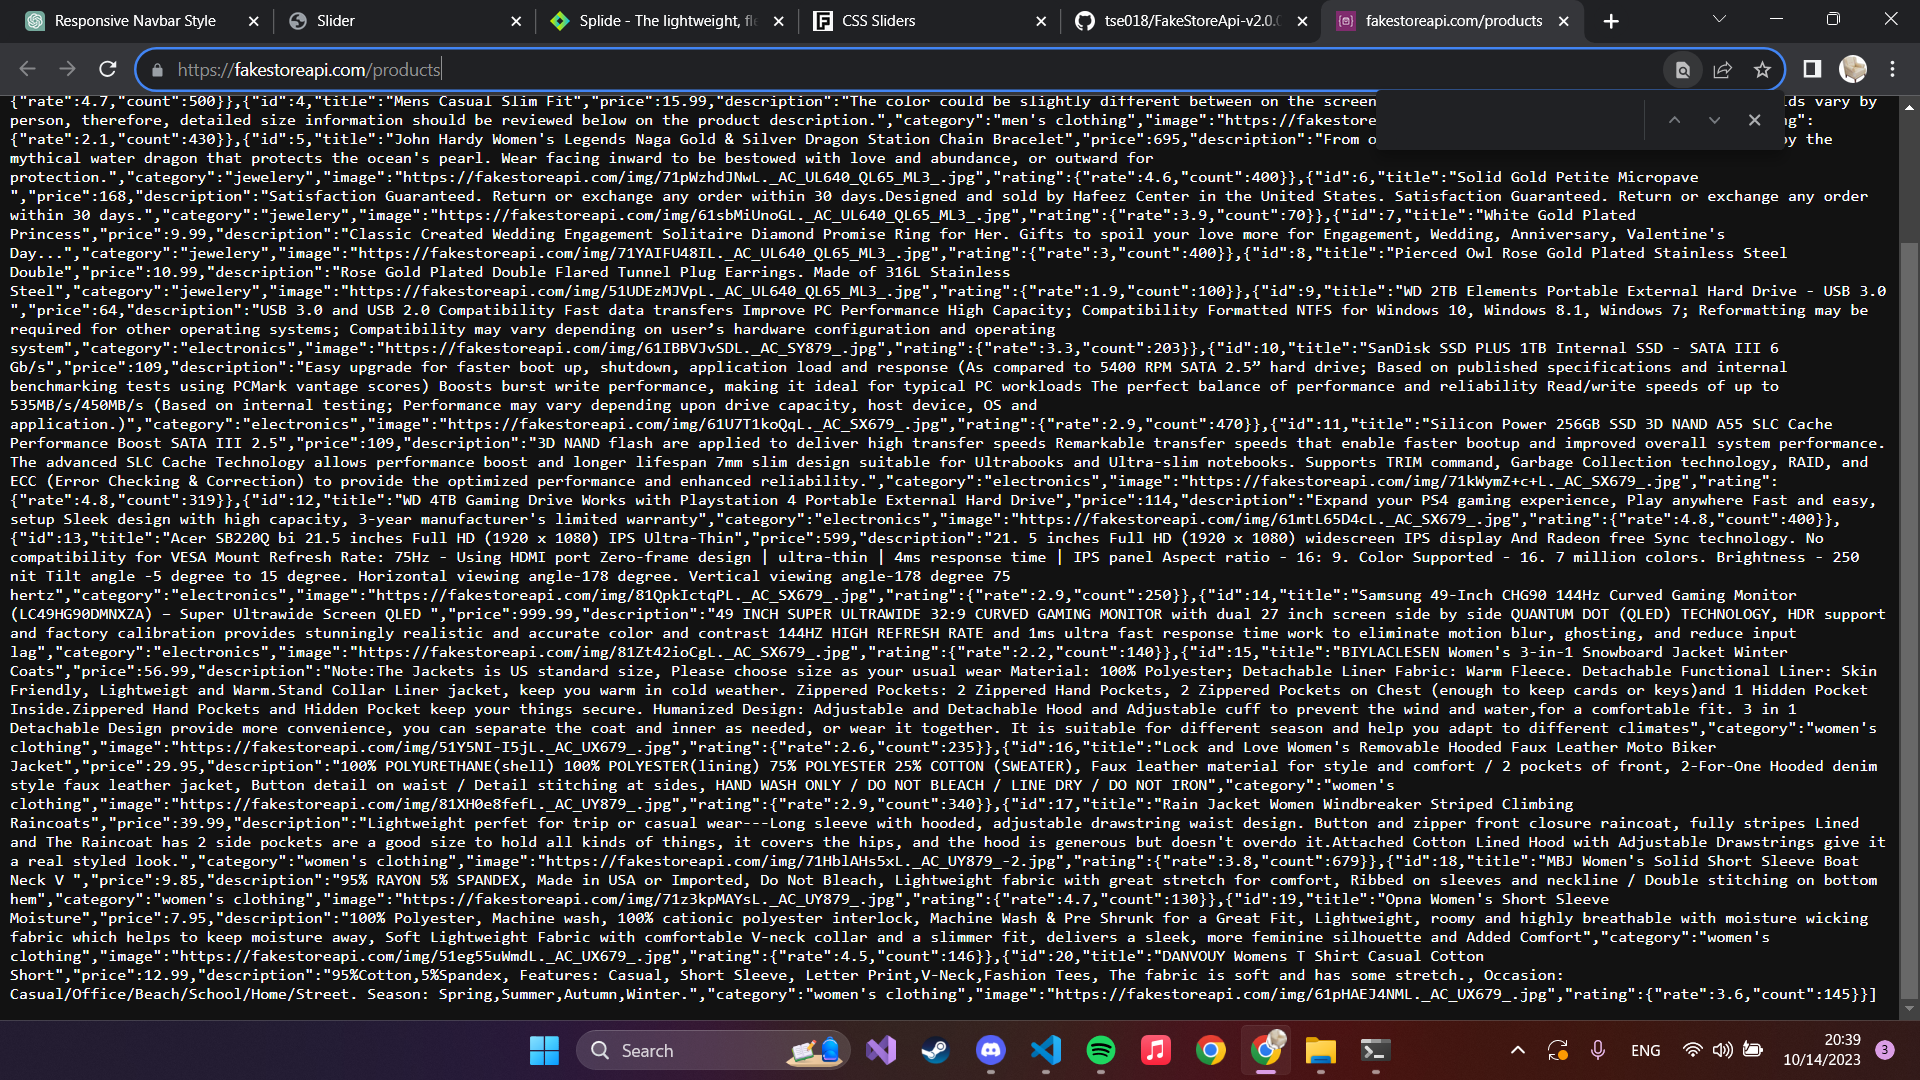 Responsive Navbar Style
Slider
Splide - The lightweight, fle
CSS Sliders
tse018/FakeStoreApi-v2.0.0
fakestoreapi.com/products
https://fakestoreapi.com/products
{"rate":4.7,"count":500}},{"id":4,"title":"Mens Casual Slim Fit","price":15.99,"description":"The color could be slightly different between on the screen lds vary by
person, therefore, detailed size information should be reviewed below on the product description.","category":"men's clothing","image":"https://fakestore ng":
{"rate":2.1,"count":430}},{"id":5,"title":"John Hardy Women's Legends Naga Gold & Silver Dragon Station Chain Bracelet","price":695,"description":"From o by the
mythical water dragon that protects the ocean's pearl. Wear facing inward to be bestowed with love and abundance, or outward for
protection.","category":"jewelery","image":"https://fakestoreapi.com/img/71pWzhdJNwL._AC_UL640_QL65_ML3_.jpg","rating":{"rate":4.6,"count":400}},{"id":6,"title":"Solid Gold Petite Micropave
","price":168,"description":"Satisfaction Guaranteed. Return or exchange any order within 30 days.Designed and sold by Hafeez Center in the United States. Satisfaction Guaranteed. Return or exchange any order
within 30 days.","category":"jewelery","image":"https://fakestoreapi.com/img/61sbMiUnoGL._AC_UL640_QL65_ML3_.jpg","rating":{"rate":3.9,"count":70}},{"id":7,"title":"White Gold Plated
Princess","price":9.99,"description":"Classic Created Wedding Engagement Solitaire Diamond Promise Ring for Her. Gifts to spoil your love more for Engagement, Wedding, Anniversary, Valentine's
Day...","category":"jewelery","image":"https://fakestoreapi.com/img/71YAIFU48IL._AC_UL640_QL65_ML3_.jpg","rating":{"rate":3,"count":400}},{"id":8,"title":"Pierced Owl Rose Gold Plated Stainless Steel
Double","price":10.99,"description":"Rose Gold Plated Double Flared Tunnel Plug Earrings. Made of 316L Stainless
Steel","category":"jewelery","image":"https://fakestoreapi.com/img/51UDEzMJVpL._AC_UL640_QL65_ML3_.jpg","rating":{"rate":1.9,"count":100}},{"id":9,"title":"WD 2TB Elements Portable External Hard Drive - USB 3.0
","price":64,"description":"USB 3.0 and USB 2.0 Compatibility Fast data transfers Improve PC Performance High Capacity; Compatibility Formatted NTFS for Windows 10, Windows 8.1, Windows 7; Reformatting may be
required for other operating systems; Compatibility may vary depending on user’s hardware configuration and operating
system","category":"electronics","image":"https://fakestoreapi.com/img/61IBBVJvSDL._AC_SY879_.jpg","rating":{"rate":3.3,"count":203}},{"id":10,"title":"SanDisk SSD PLUS 1TB Internal SSD - SATA III 6
Gb/s","price":109,"description":"Easy upgrade for faster boot up, shutdown, application load and response (As compared to 5400 RPM SATA 2.5” hard drive; Based on published specifications and internal
benchmarking tests using PCMark vantage scores) Boosts burst write performance, making it ideal for typical PC workloads The perfect balance of performance and reliability Read/write speeds of up to
535MB/s/450MB/s (Based on internal testing; Performance may vary depending upon drive capacity, host device, OS and
application.)","category":"electronics","image":"https://fakestoreapi.com/img/61U7T1koQqL._AC_SX679_.jpg","rating":{"rate":2.9,"count":470}},{"id":11,"title":"Silicon Power 256GB SSD 3D NAND A55 SLC Cache
Performance Boost SATA III 2.5","price":109,"description":"3D NAND flash are applied to deliver high transfer speeds Remarkable transfer speeds that enable faster bootup and improved overall system performance.
The advanced SLC Cache Technology allows performance boost and longer lifespan 7mm slim design suitable for Ultrabooks and Ultra-slim notebooks. Supports TRIM command, Garbage Collection technology, RAID, and
ECC (Error Checking & Correction) to provide the optimized performance and enhanced reliability.","category":"electronics","image":"https://fakestoreapi.com/img/71kWymZ+c+L._AC_SX679_.jpg","rating":
{"rate":4.8,"count":319}},{"id":12,"title":"WD 4TB Gaming Drive Works with Playstation 4 Portable External Hard Drive","price":114,"description":"Expand your PS4 gaming experience, Play anywhere Fast and easy,
setup Sleek design with high capacity, 3-year manufacturer's limited warranty","category":"electronics","image":"https://fakestoreapi.com/img/61mtL65D4cL._AC_SX679_.jpg","rating":{"rate":4.8,"count":400}},
{"id":13,"title":"Acer SB220Q bi 21.5 inches Full HD (1920 x 1080) IPS Ultra-Thin","price":599,"description":"21. 5 inches Full HD (1920 x 1080) widescreen IPS display And Radeon free Sync technology. No
compatibility for VESA Mount Refresh Rate: 75Hz - Using HDMI port Zero-frame design | ultra-thin | 4ms response time | IPS panel Aspect ratio - 16: 9. Color Supported - 16. 7 million colors. Brightness - 250
nit Tilt angle -5 degree to 15 degree. Horizontal viewing angle-178 degree. Vertical viewing angle-178 degree 75
hertz","category":"electronics","image":"https://fakestoreapi.com/img/81QpkIctqPL._AC_SX679_.jpg","rating":{"rate":2.9,"count":250}},{"id":14,"title":"Samsung 49-Inch CHG90 144Hz Curved Gaming Monitor
(LC49HG90DMNXZA) – Super Ultrawide Screen QLED ","price":999.99,"description":"49 INCH SUPER ULTRAWIDE 32:9 CURVED GAMING MONITOR with dual 27 inch screen side by side QUANTUM DOT (QLED) TECHNOLOGY, HDR support
and factory calibration provides stunningly realistic and accurate color and contrast 144HZ HIGH REFRESH RATE and 1ms ultra fast response time work to eliminate motion blur, ghosting, and reduce input
lag","category":"electronics","image":"https://fakestoreapi.com/img/81Zt42ioCgL._AC_SX679_.jpg","rating":{"rate":2.2,"count":140}},{"id":15,"title":"BIYLACLESEN Women's 3-in-1 Snowboard Jacket Winter
Coats","price":56.99,"description":"Note:The Jackets is US standard size, Please choose size as your usual wear Material: 100% Polyester; Detachable Liner Fabric: Warm Fleece. Detachable Functional Liner: Skin
Friendly, Lightweigt and Warm.Stand Collar Liner jacket, keep you warm in cold weather. Zippered Pockets: 2 Zippered Hand Pockets, 2 Zippered Pockets on Chest (enough to keep cards or keys)and 1 Hidden Pocket
Inside.Zippered Hand Pockets and Hidden Pocket keep your things secure. Humanized Design: Adjustable and Detachable Hood and Adjustable cuff to prevent the wind and water,for a comfortable fit. 3 in 1
Detachable Design provide more convenience, you can separate the coat and inner as needed, or wear it together. It is suitable for different season and help you adapt to different climates","category":"women's
clothing","image":"https://fakestoreapi.com/img/51Y5NI-I5jL._AC_UX679_.jpg","rating":{"rate":2.6,"count":235}},{"id":16,"title":"Lock and Love Women's Removable Hooded Faux Leather Moto Biker
Jacket","price":29.95,"description":"100% POLYURETHANE(shell) 100% POLYESTER(lining) 75% POLYESTER 25% COTTON (SWEATER), Faux leather material for style and comfort / 2 pockets of front, 2-For-One Hooded denim
style faux leather jacket, Button detail on waist / Detail stitching at sides, HAND WASH ONLY / DO NOT BLEACH / LINE DRY / DO NOT IRON","category":"women's
clothing","image":"https://fakestoreapi.com/img/81XH0e8fefL._AC_UY879_.jpg","rating":{"rate":2.9,"count":340}},{"id":17,"title":"Rain Jacket Women Windbreaker Striped Climbing
Raincoats","price":39.99,"description":"Lightweight perfet for trip or casual wear---Long sleeve with hooded, adjustable drawstring waist design. Button and zipper front closure raincoat, fully stripes Lined
and The Raincoat has 2 side pockets are a good size to hold all kinds of things, it covers the hips, and the hood is generous but doesn't overdo it.Attached Cotton Lined Hood with Adjustable Drawstrings give it
a real styled look.","category":"women's clothing","image":"https://fakestoreapi.com/img/71HblAHs5xL._AC_UY879_-2.jpg","rating":{"rate":3.8,"count":679}},{"id":18,"title":"MBJ Women's Solid Short Sleeve Boat
Neck V ","price":9.85,"description":"95% RAYON 5% SPANDEX, Made in USA or Imported, Do Not Bleach, Lightweight fabric with great stretch for comfort, Ribbed on sleeves and neckline / Double stitching on bottom
hem","category":"women's clothing","image":"https://fakestoreapi.com/img/71z3kpMAYsL._AC_UY879_.jpg","rating":{"rate":4.7,"count":130}},{"id":19,"title":"Opna Women's Short Sleeve
Moisture","price":7.95,"description":"100% Polyester, Machine wash, 100% cationic polyester interlock, Machine Wash & Pre Shrunk for a Great Fit, Lightweight, roomy and highly breathable with moisture wicking
fabric which helps to keep moisture away, Soft Lightweight Fabric with comfortable V-neck collar and a slimmer fit, delivers a sleek, more feminine silhouette and Added Comfort","category":"women's
clothing","image":"https://fakestoreapi.com/img/51eg55uWmdL._AC_UX679_.jpg","rating":{"rate":4.5,"count":146}},{"id":20,"title":"DANVOUY Womens T Shirt Casual Cotton
Short","price":12.99,"description":"95%Cotton,5%Spandex, Features: Casual, Short Sleeve, Letter Print,V-Neck,Fashion Tees, The fabric is soft and has some stretch., Occasion:
Casual/Office/Beach/School/Home/Street. Season: Spring,Summer,Autumn,Winter.","category":"women's clothing","image":"https://fakestoreapi.com/img/61pHAEJ4NML._AC_UX679_.jpg","rating":{"rate":3.6,"count":145}}]
Search
ENG
20:39
10/14/2023
3